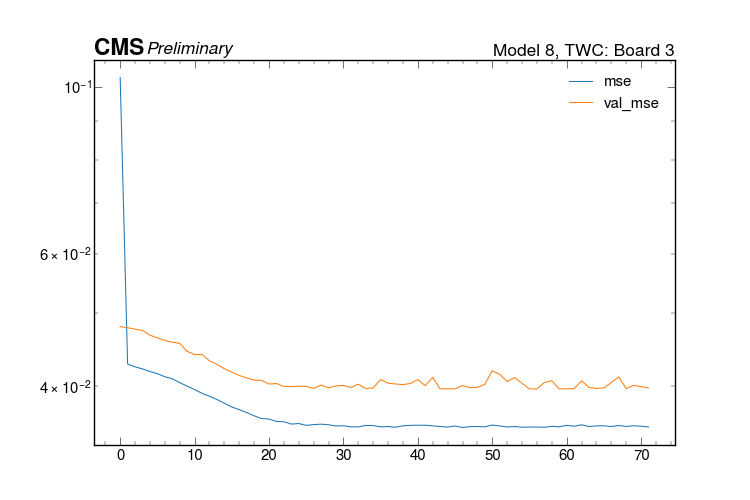 CMS Preliminary
Model 8, TWC: Board 3
mse
val_mse
10⁻¹
6 × 10⁻²
4 × 10⁻²
0 10 20 30 40 50 60 70